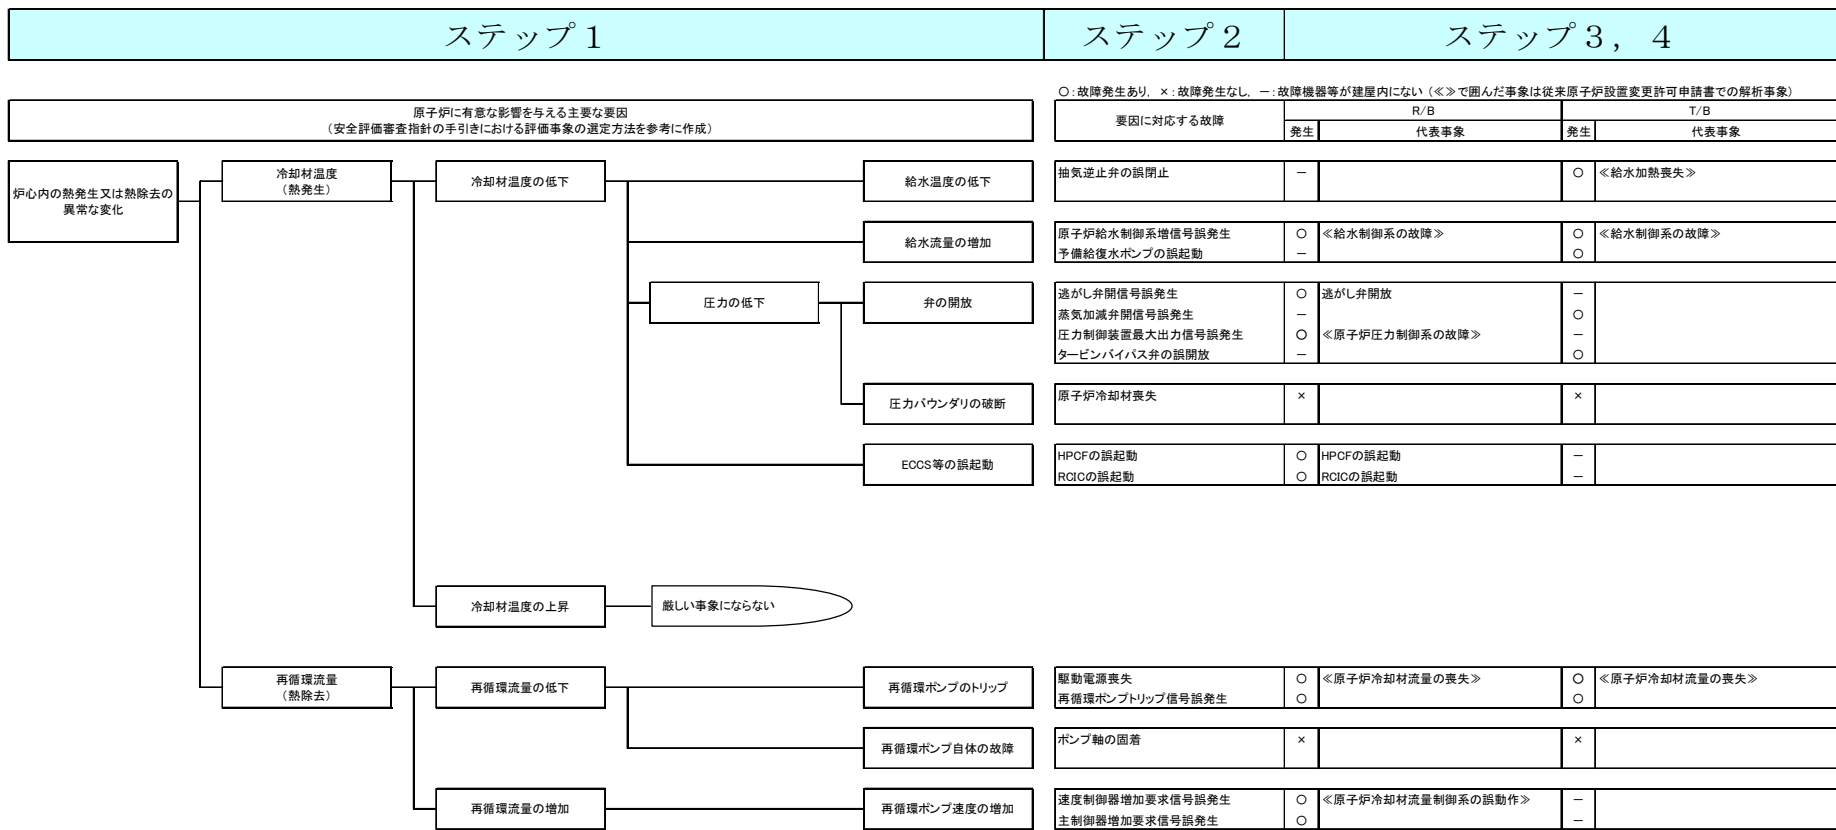 ステップ１
ステップ２
ステップ３，４
○：故障発生あり，×：故障発生なし，－：故障機器等が建屋内にない（≪≫で囲んだ事象は従来原子炉設置変更許可申請書での解析事象）
原子炉に有意な影響を与える主要な要因
（安全評価審査指針の手引きにおける評価事象の選定方法を参考に作成）
要因に対応する故障
R/B
T/B
発生
代表事象
発生
代表事象
炉心内の熱発生又は熱除去の
異常な変化
冷却材温度
（熱発生）
冷却材温度の低下
給水温度の低下
抽気逆止弁の誤閉止 － ○ ≪給水加熱喪失≫
給水流量の増加
原子炉給水制御系増信号誤発生 ○ ≪給水制御系の故障≫ ○ ≪給水制御系の故障≫
予備給復水ポンプの誤起動 － ○
圧力の低下
弁の開放
逃がし弁開信号誤発生 ○ 逃がし弁開放 －
蒸気加減弁開信号誤発生 － ○
圧力制御装置最大出力信号誤発生 ○ ≪原子炉圧力制御系の故障≫ －
タービンバイパス弁の誤開放 － ○
圧力バウンダリの破断
原子炉冷却材喪失 × ×
ECCS等の誤起動
HPCFの誤起動 ○ HPCFの誤起動 －
RCICの誤起動 ○ RCICの誤起動 －
冷却材温度の上昇
厳しい事象にならない
再循環流量
（熱除去）
再循環流量の低下
再循環ポンプのトリップ
駆動電源喪失 ○ ≪原子炉冷却材流量の喪失≫ ○ ≪原子炉冷却材流量の喪失≫
再循環ポンプトリップ信号誤発生 ○ ○
再循環ポンプ自体の故障
ポンプ軸の固着 × ×
再循環流量の増加
再循環ポンプ速度の増加
速度制御器増加要求信号誤発生 ○ ≪原子炉冷却材流量制御系の誤動作≫ －
主制御器増加要求信号誤発生 ○ －